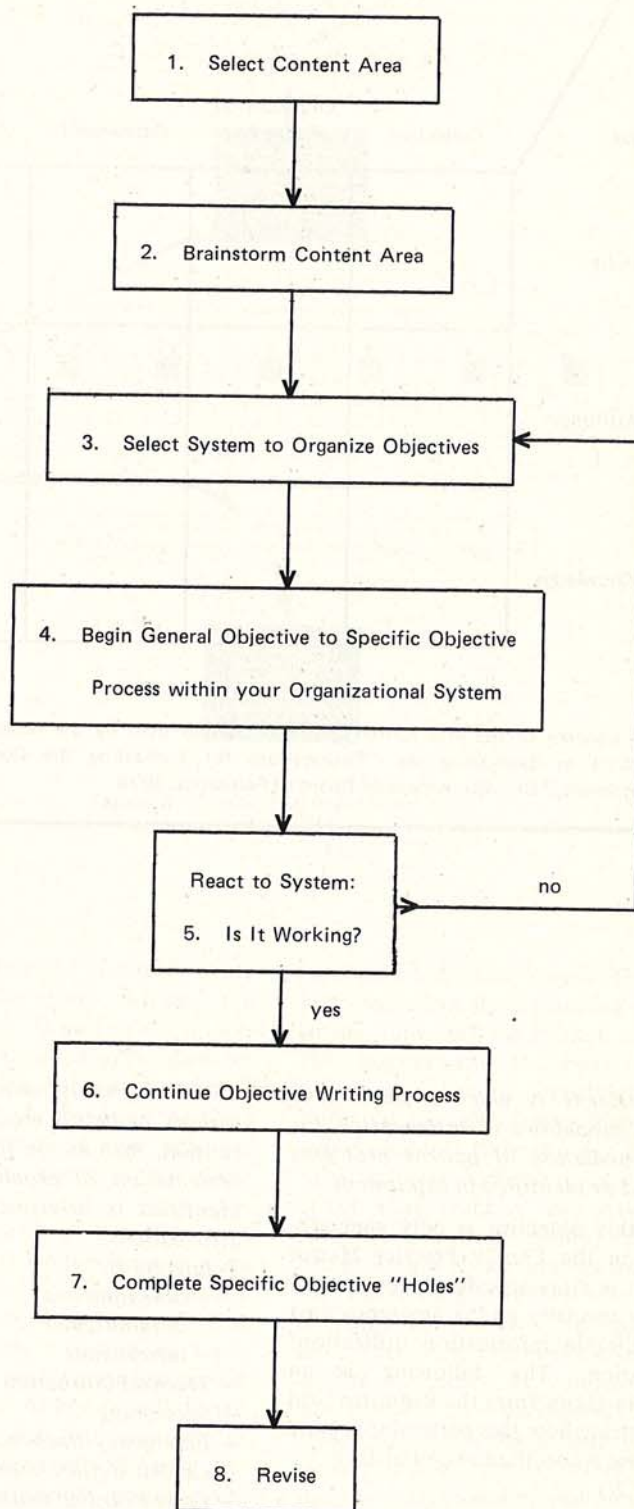 1. Select Content Area
2. Brainstorm Content Area
3. Select System to Organize Objectives
4. Begin General Objective to Specific Objective
Process within your Organizational System
React to System:
5. Is It Working?
no
yes
6. Continue Objective Writing Process
7. Complete Specific Objective "Holes"
8. Revise